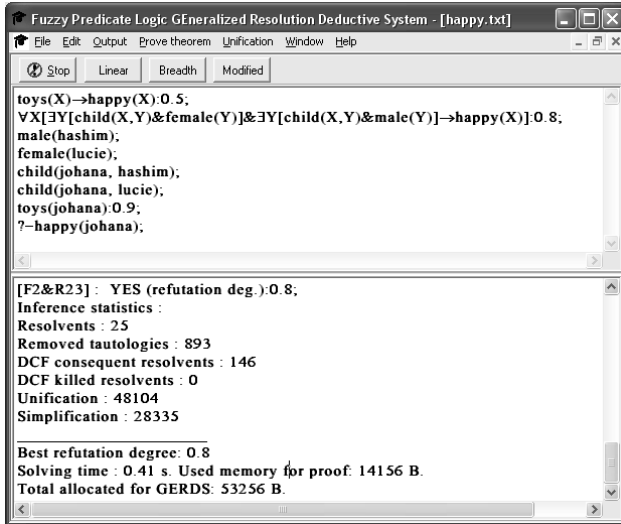 Fuzzy Predicate Logic GEneralized Resolution Deductive System - [happy.txt]
File Edit Output Prove theorem Unification Window Help
Stop Linear Breadth Modified
toys(X)→happy(X):0.5;
∀X[∃Y[child(X,Y)&female(Y)]&∃Y[child(X,Y)&male(Y)]→happy(X)]:0.8;
male(hashim);
female(lucie);
child(johana, hashim);
child(johana, lucie);
toys(johana):0.9;
?-happy(johana);
[F2&R23] : YES (refutation deg.):0.8;
Inference statistics :
Resolvents : 25
Removed tautologies : 893
DCF consequent resolvents : 146
DCF killed resolvents : 0
Unification : 48104
Simplification : 28335
Best refutation degree: 0.8
Solving time : 0.41 s. Used memory for proof: 14156 B.
Total allocated for GERDS: 53256 B.